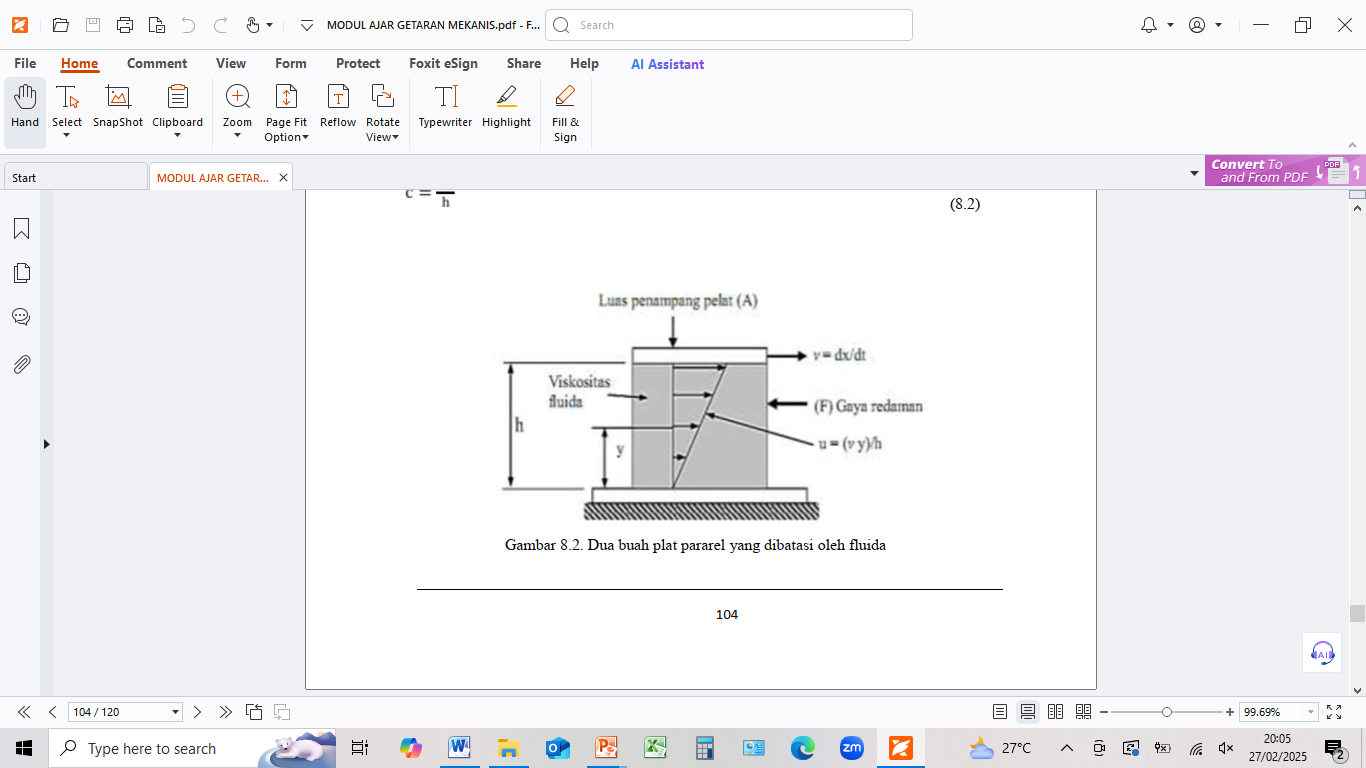 MODUL AJAR GETARAN MEKANIS.pdf - F...
Search
File Home Comment View Form Protect Foxit eSign Share Help AI Assistant
Hand
Select
SnapShot
Clipboard
Zoom
Page Fit
Option
Reflow
Rotate
View
Typewriter
Highlight
Fill &
Sign
Start
MODUL AJAR GETAR...
Convert To
and From PDF
PDF
c = 
h
(8.2)
Luas penampang pelat (A)
v = dx/dt
Viskositas
fluida
(F) Gaya redaman
h
u = (v y)/h
y
Gambar 8.2. Dua buah plat pararel yang dibatasi oleh fluida
104
AI
104 / 120
99.69%
Type here to search
zm
27°C
20:05
27/02/2025
2